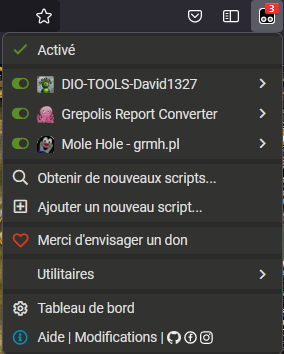 3
Activé
DIO-TOOLS-David1327
Grepolis Report Converter
Mole Hole - grmh.pl
Obtenir de nouveaux scripts...
Ajouter un nouveau script...
Merci d'envisager un don
Utilitaires
Tableau de bord
Aide | Modifications |